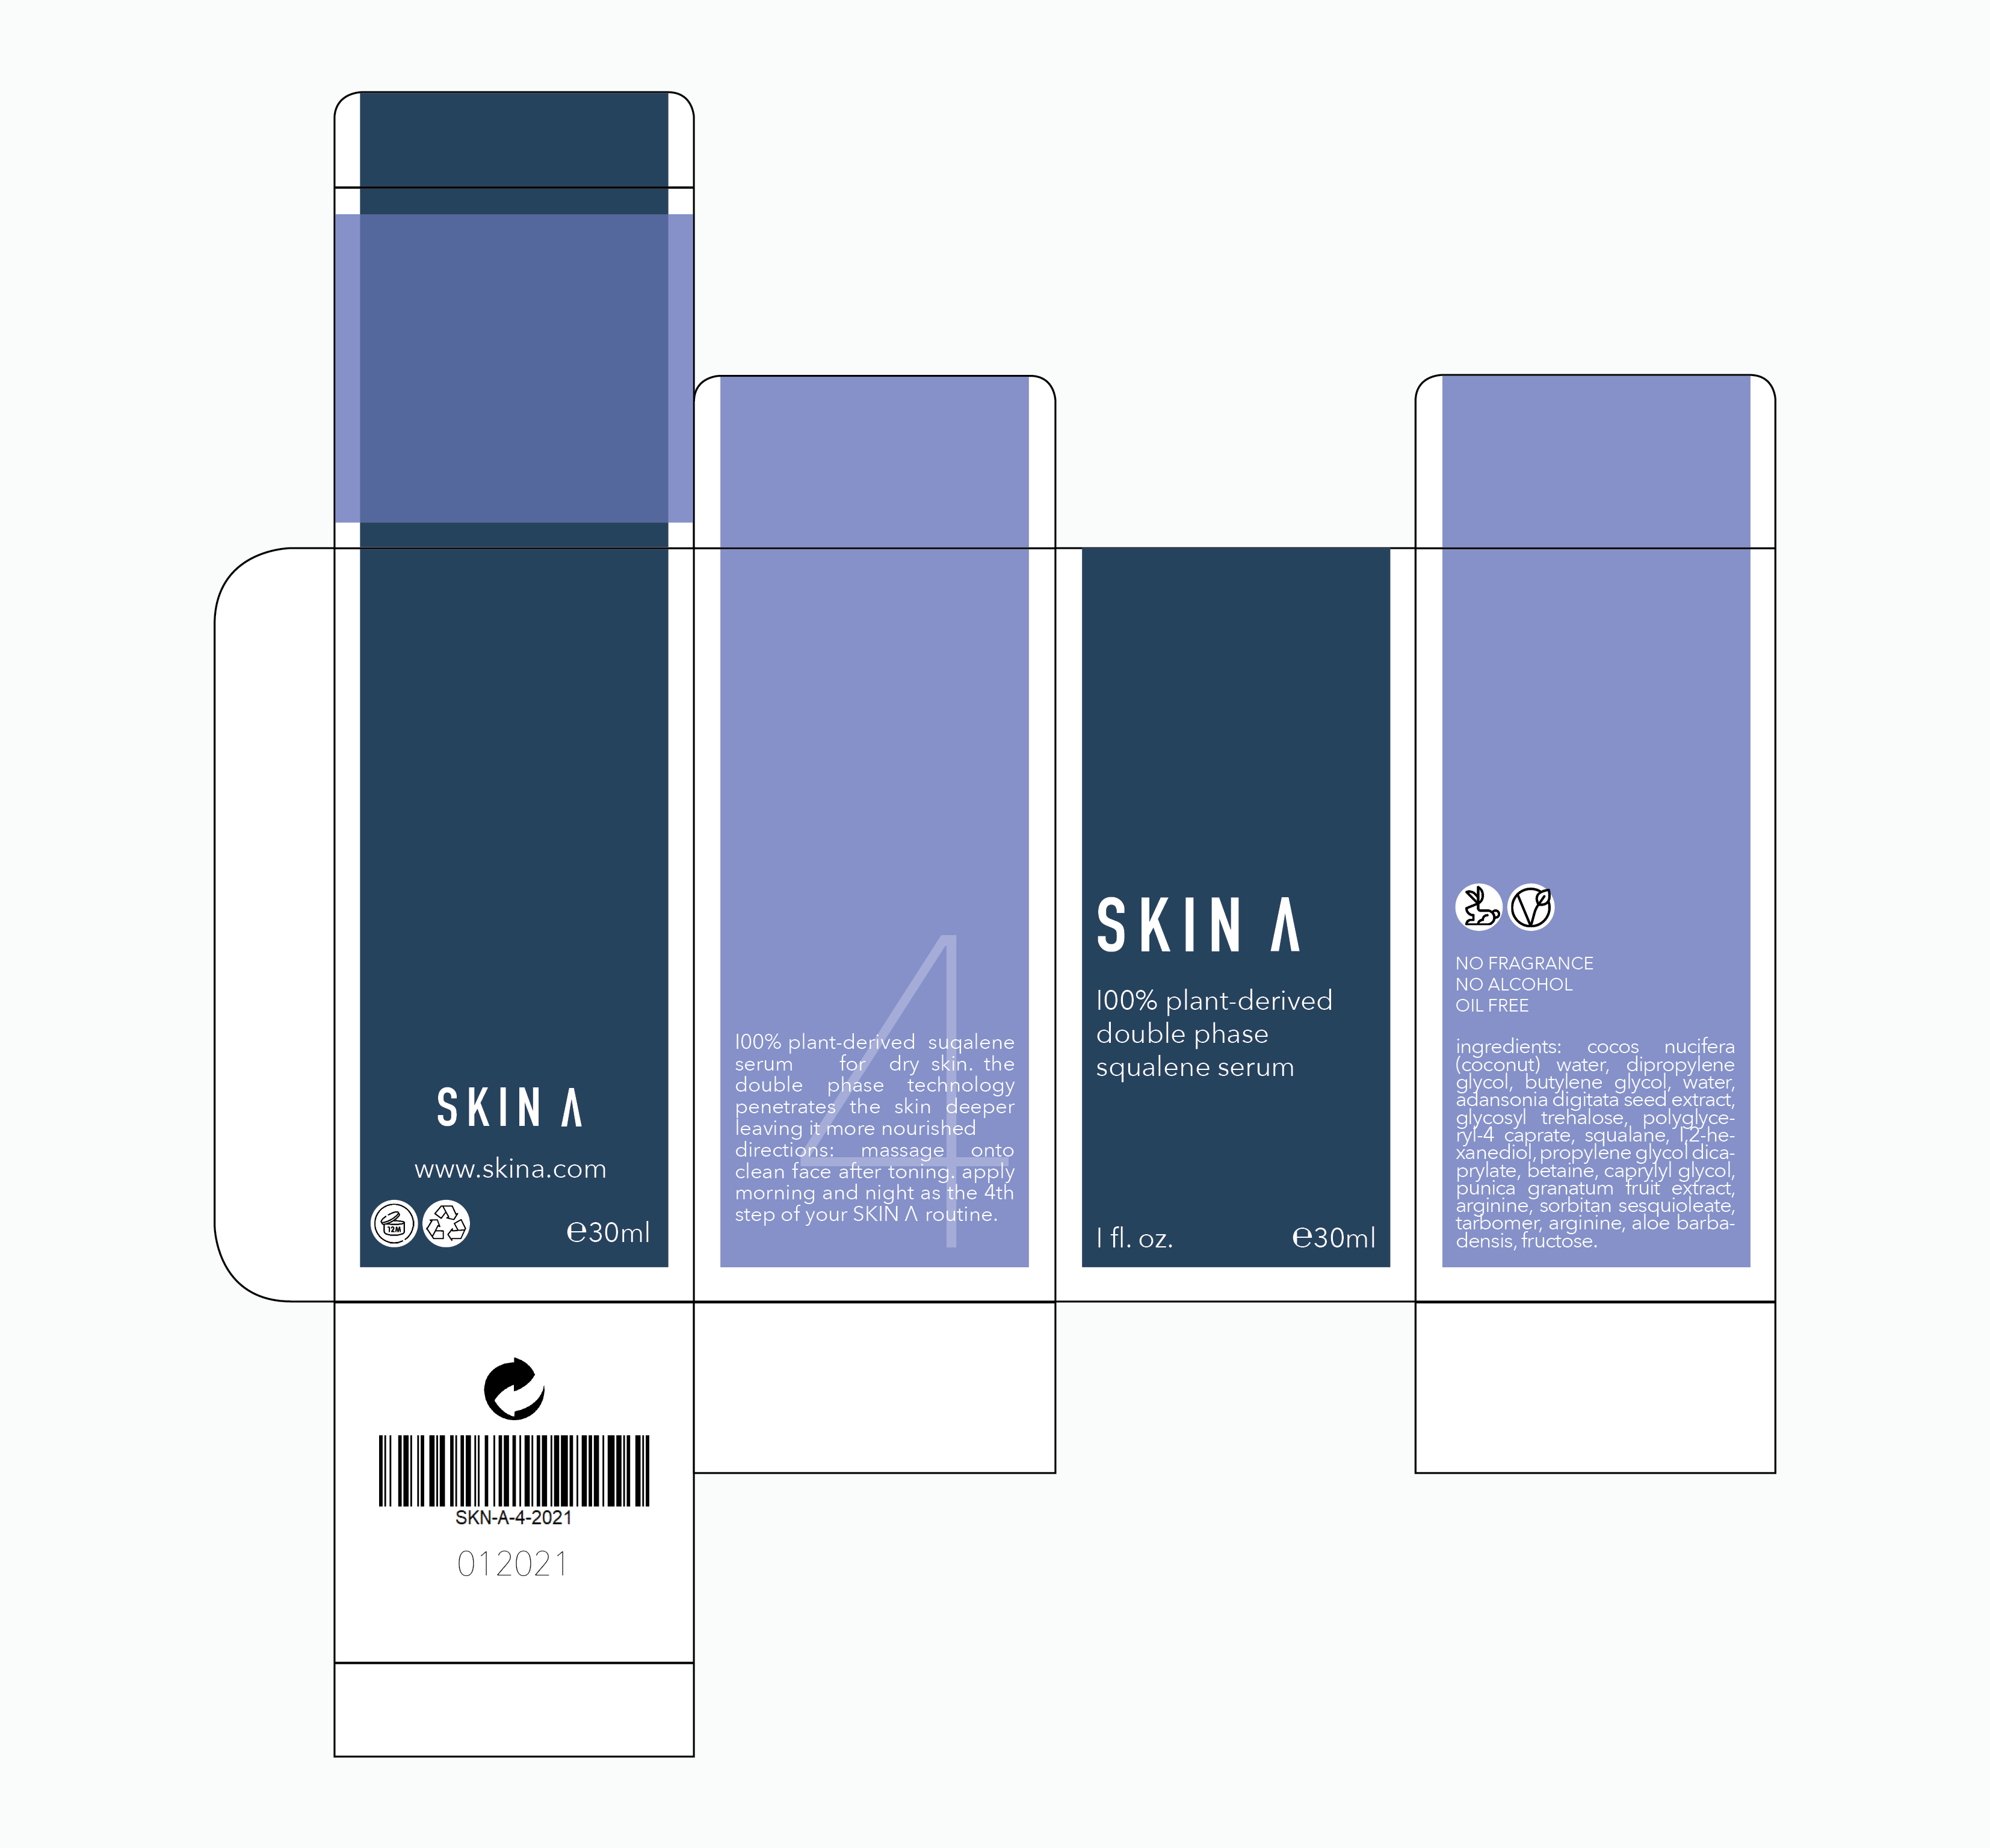 SKIN Λ
www.skina.com
12M
℮30ml
SKN-A-4-2021
012021
4
100% plant-derived suqalene
serum for dry skin. the
double phase technology
penetrates the skin deeper
leaving it more nourished
directions: massage onto
clean face after toning. apply
morning and night as the 4th
step of your SKIN Λ routine.
SKIN Λ
100% plant-derived
double phase
squalene serum
1 fl. oz.
℮30ml
NO FRAGRANCE
NO ALCOHOL
OIL FREE
ingredients: cocos nucifera
(coconut) water, dipropylene
glycol, butylene glycol, water,
adansonia digitata seed extract,
glycosyl trehalose, polyglyce-
ryl-4 caprate, squalane, 1,2-he-
xanediol, propylene glycol dica-
prylate, betaine, caprylyl glycol,
punica granatum fruit extract,
arginine, sorbitan sesquioleate,
tarbomer, arginine, aloe barba-
densis, fructose.